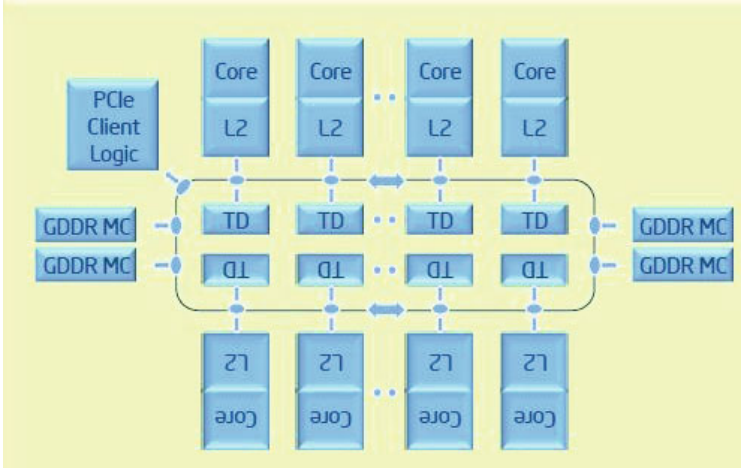 Core Core Core Core
PCIe
Client
Logic
L2 L2 L2 L2
GDDR MC TD TD TD TD GDDR MC
GDDR MC TD TD TD TD GDDR MC
L2 L2 L2 L2
Core Core Core Core